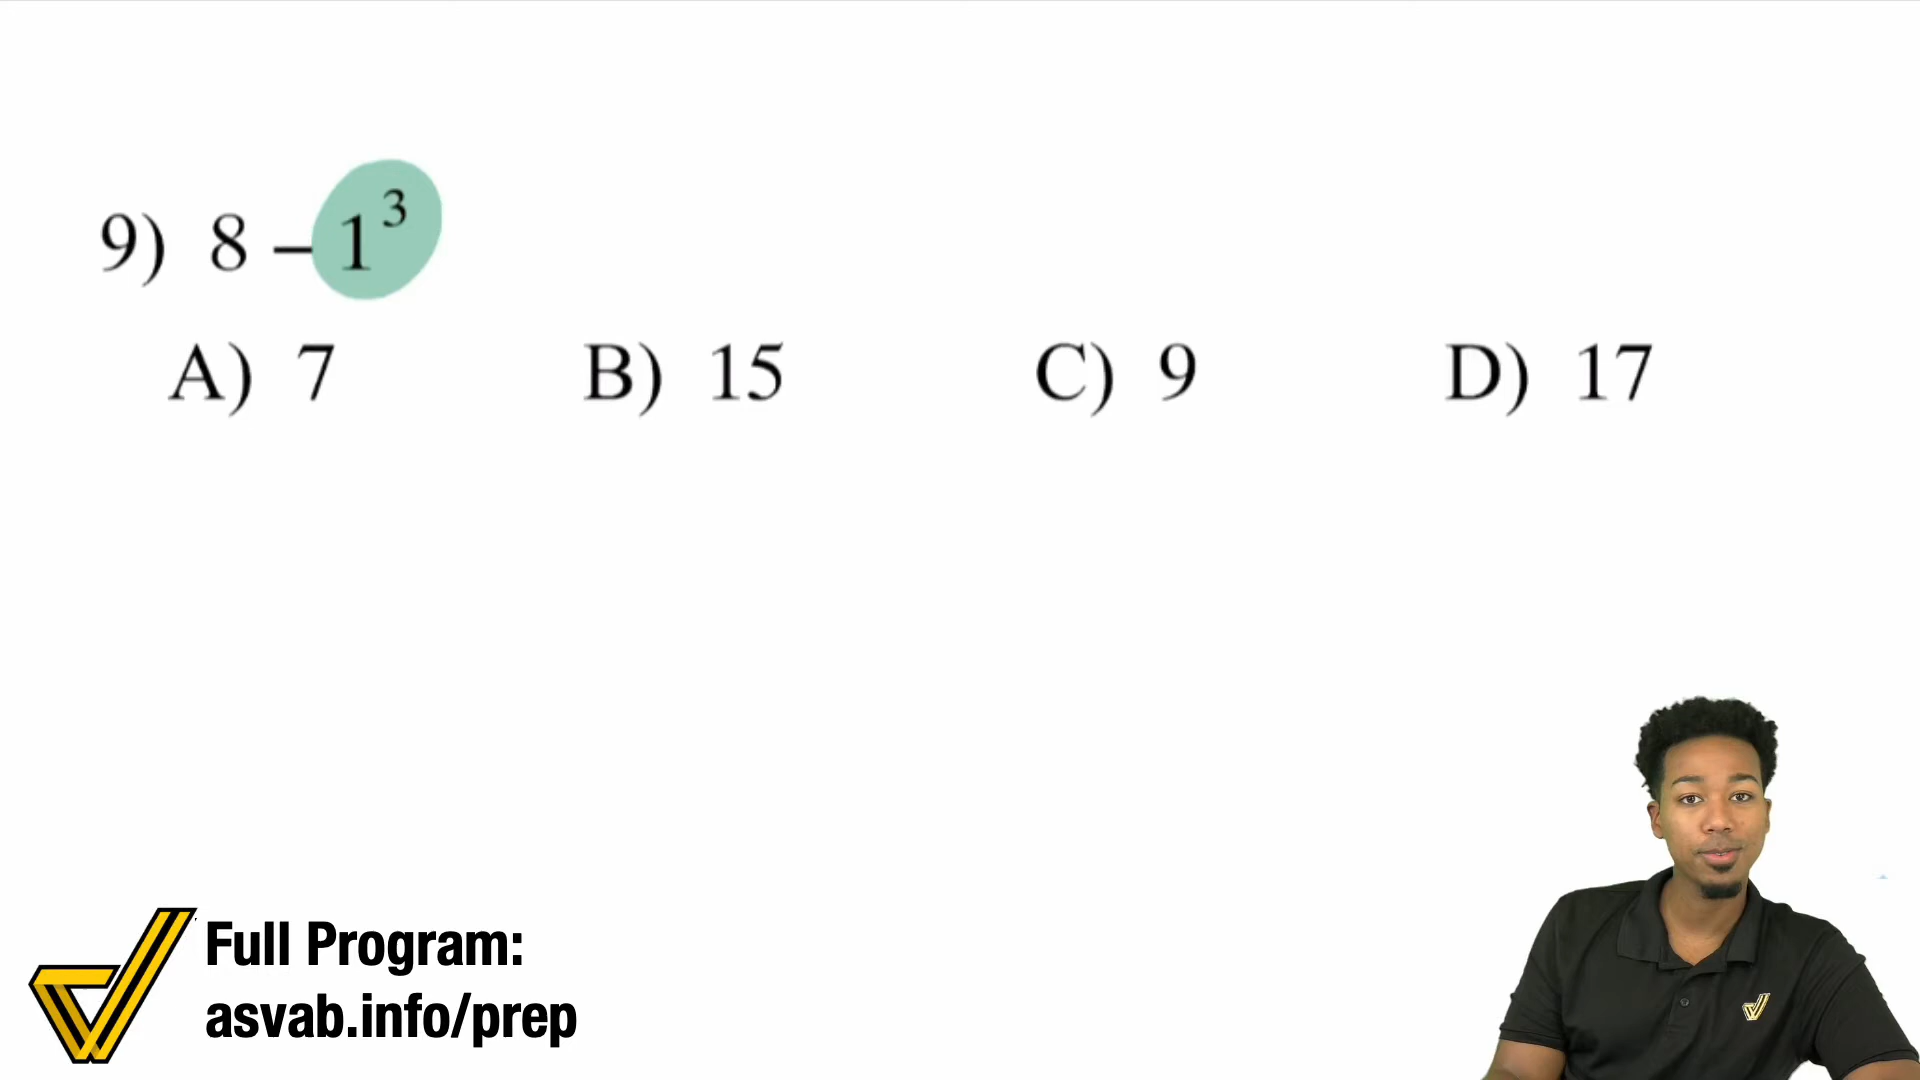 9) 8 – 1³
A) 7 B) 15 C) 9 D) 17
Full Program:
asvab.info/prep